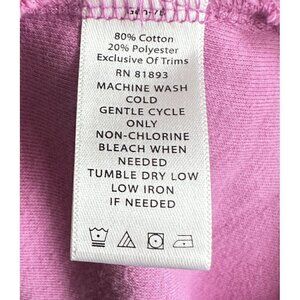 80% Cotton
20% Polyester
Exclusive Of Trims
RN 81893
MACHINE WASH
COLD
GENTLE CYCLE
ONLY
NON-CHLORINE
BLEACH WHEN
NEEDED
TUMBLE DRY LOW
LOW IRON
IF NEEDED